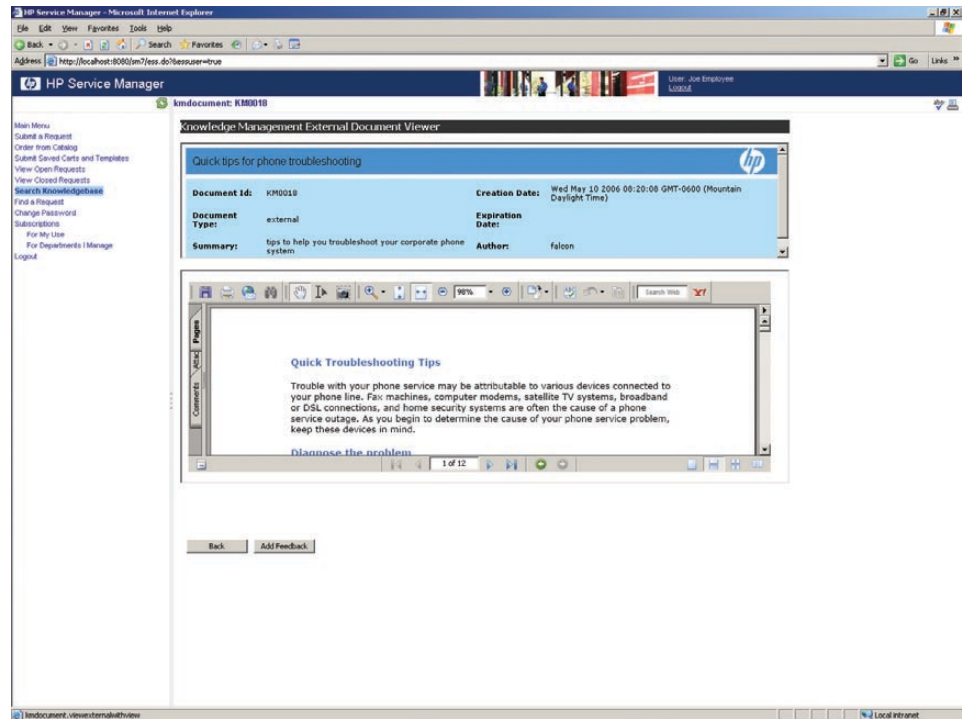 HP Service Manager - Microsoft Internet Explorer
File Edit View Favorites Tools Help
Back Search Favorites
Address http://localhost:8080/sm7/ess.do?essuser=true Go Links »
HP Service Manager
User: Joe Employee
Logout
kmdocument: KM0018
Main Menu
Submit a Request
Order from Catalog
Submit Saved Carts and Templates
View Open Requests
View Closed Requests
Search Knowledgebase
Find a Request
Change Password
Subscriptions
For My Use
For Departments I Manage
Logout
Knowledge Management External Document Viewer
Quick tips for phone troubleshooting
hp
Document Id: KM0018
Creation Date: Wed May 10 2006 08:20:08 GMT-0600 (Mountain
Daylight Time)
Document
Type: external
Expiration
Date:
Summary: tips to help you troubleshoot your corporate phone
system
Author: falcon
98%
Search Web
Y!
Pages
Attac
Comments
Quick Troubleshooting Tips
Trouble with your phone service may be attributable to various devices connected to
your phone line. Fax machines, computer modems, satellite TV systems, broadband
or DSL connections, and home security systems are often the cause of a phone
service outage. As you begin to determine the cause of your phone service problem,
keep these devices in mind.
Diagnose the problem
1 of 12
Back Add Feedback
kmdocument.viewexternalwithview
Local intranet